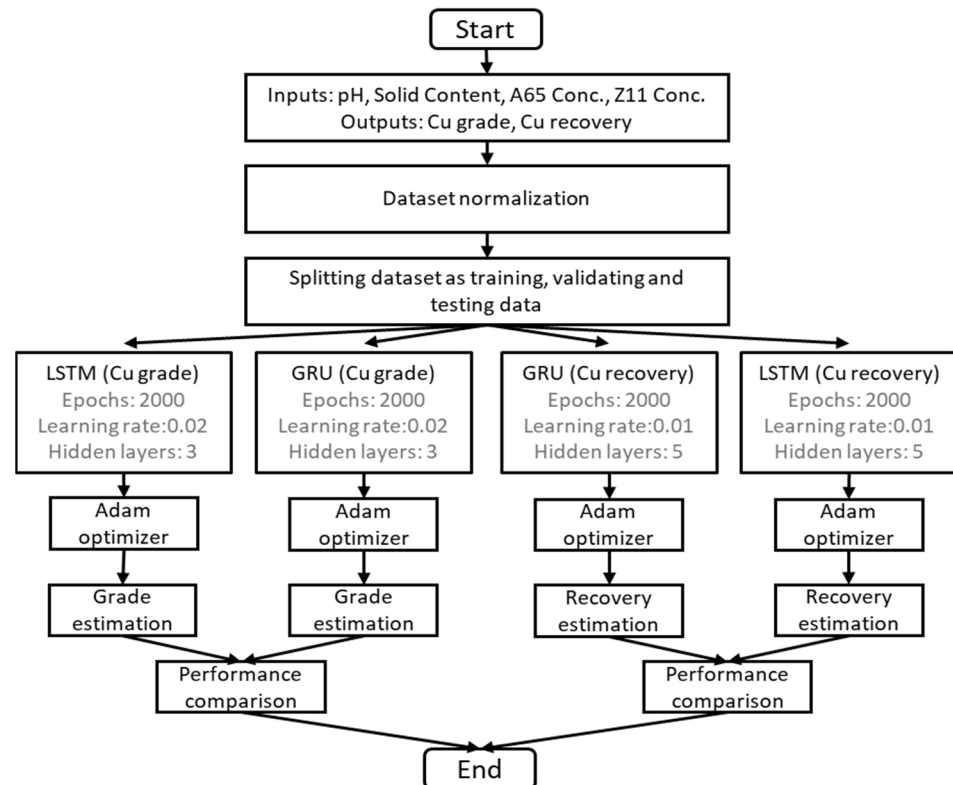 Start
Inputs: pH, Solid Content, A65 Conc., Z11 Conc.
Outputs: Cu grade, Cu recovery
Dataset normalization
Splitting dataset as training, validating and
testing data
LSTM (Cu grade)
Epochs: 2000
Learning rate:0.02
Hidden layers: 3
GRU (Cu grade)
Epochs: 2000
Learning rate:0.02
Hidden layers: 3
GRU (Cu recovery)
Epochs: 2000
Learning rate:0.01
Hidden layers: 5
LSTM (Cu recovery)
Epochs: 2000
Learning rate:0.01
Hidden layers: 5
Adam
optimizer
Adam
optimizer
Adam
optimizer
Adam
optimizer
Grade
estimation
Grade
estimation
Recovery
estimation
Recovery
estimation
Performance
comparison
Performance
comparison
End